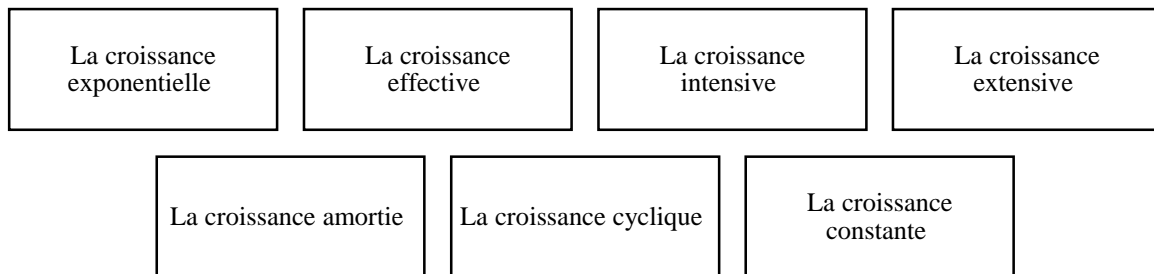 La croissance
exponentielle
La croissance
effective
La croissance
intensive
La croissance
extensive
La croissance amortie
La croissance cyclique
La croissance
constante